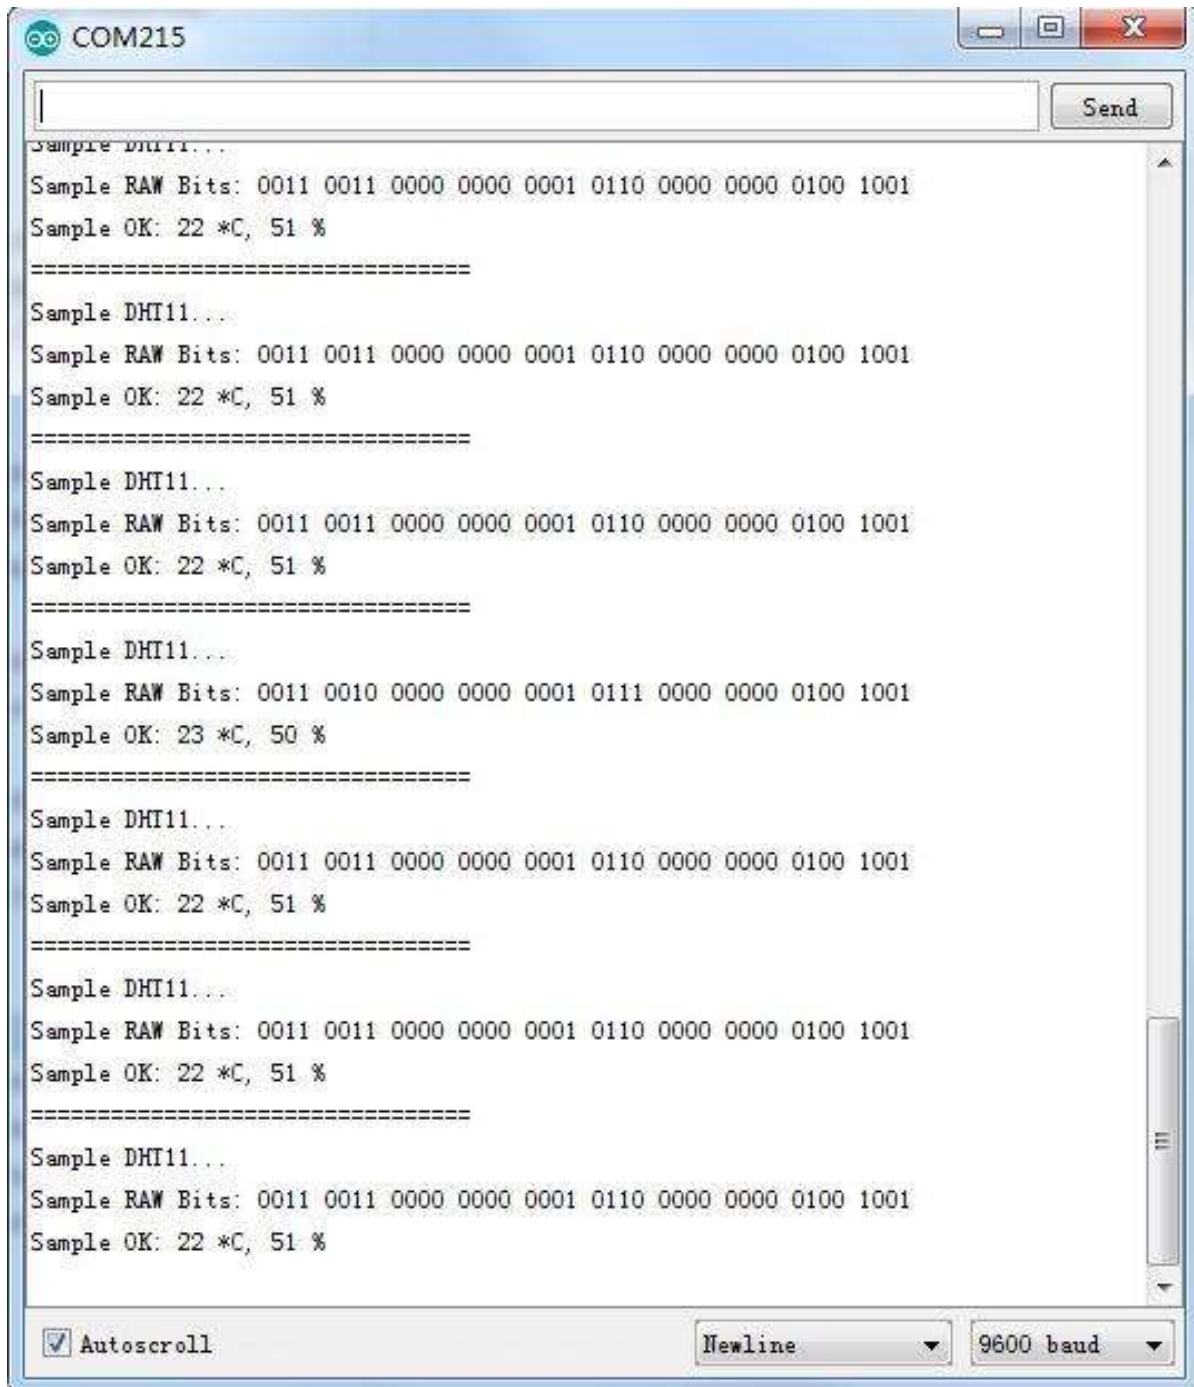 COM215
Send
Sample DHT11...
Sample RAW Bits: 0011 0011 0000 0000 0001 0110 0000 0000 0100 1001
Sample OK: 22 *C, 51 %
=================================
Sample DHT11...
Sample RAW Bits: 0011 0011 0000 0000 0001 0110 0000 0000 0100 1001
Sample OK: 22 *C, 51 %
=================================
Sample DHT11...
Sample RAW Bits: 0011 0011 0000 0000 0001 0110 0000 0000 0100 1001
Sample OK: 22 *C, 51 %
=================================
Sample DHT11...
Sample RAW Bits: 0011 0010 0000 0000 0001 0111 0000 0000 0100 1001
Sample OK: 23 *C, 50 %
=================================
Sample DHT11...
Sample RAW Bits: 0011 0011 0000 0000 0001 0110 0000 0000 0100 1001
Sample OK: 22 *C, 51 %
=================================
Sample DHT11...
Sample RAW Bits: 0011 0011 0000 0000 0001 0110 0000 0000 0100 1001
Sample OK: 22 *C, 51 %
=================================
Sample DHT11...
Sample RAW Bits: 0011 0011 0000 0000 0001 0110 0000 0000 0100 1001
Sample OK: 22 *C, 51 %
Autoscroll
Newline
9600 baud